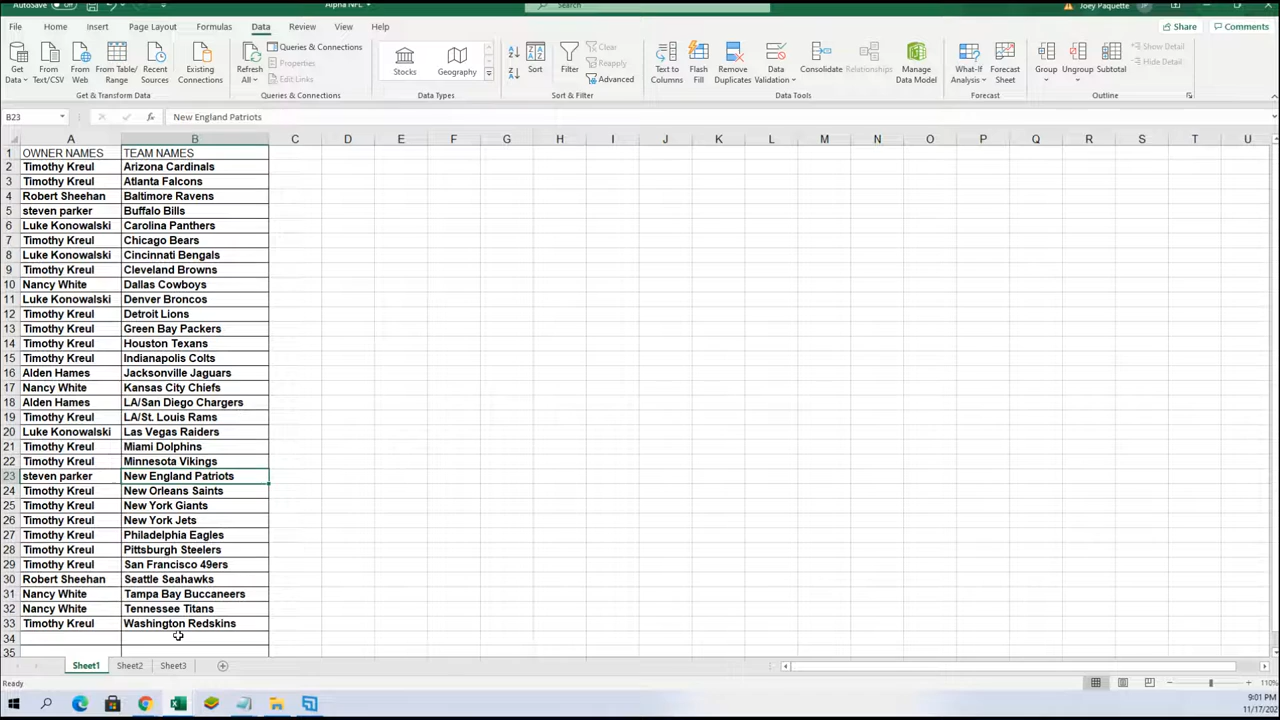 AutoSave
Alpha NFL
Search
Joey Paquette
File Home Insert Page Layout Formulas Data Review View Help
Share Comments
Get Data From Text/CSV From Web From Table/Range Recent Sources Existing Connections
Get & Transform Data
Refresh All Queries & Connections Properties Edit Links
Queries & Connections
Stocks Geography
Data Types
Sort Filter Clear Reapply Advanced
Sort & Filter
Text to Columns Flash Fill Remove Duplicates Data Validation Consolidate Relationships Manage Data Model
Data Tools
What-If Analysis Forecast Sheet
Forecast
Group Ungroup Subtotal Show Detail Hide Detail
Outline
B23 fx New England Patriots
A B C D E F G H I J K L M N O P Q R S T U
1 OWNER NAMES TEAM NAMES
2 Timothy Kreul Arizona Cardinals
3 Timothy Kreul Atlanta Falcons
4 Robert Sheehan Baltimore Ravens
5 steven parker Buffalo Bills
6 Luke Konowalski Carolina Panthers
7 Timothy Kreul Chicago Bears
8 Luke Konowalski Cincinnati Bengals
9 Timothy Kreul Cleveland Browns
10 Nancy White Dallas Cowboys
11 Luke Konowalski Denver Broncos
12 Timothy Kreul Detroit Lions
13 Timothy Kreul Green Bay Packers
14 Timothy Kreul Houston Texans
15 Timothy Kreul Indianapolis Colts
16 Alden Hames Jacksonville Jaguars
17 Nancy White Kansas City Chiefs
18 Alden Hames LA/San Diego Chargers
19 Timothy Kreul LA/St. Louis Rams
20 Luke Konowalski Las Vegas Raiders
21 Timothy Kreul Miami Dolphins
22 Timothy Kreul Minnesota Vikings
23 steven parker New England Patriots
24 Timothy Kreul New Orleans Saints
25 Timothy Kreul New York Giants
26 Timothy Kreul New York Jets
27 Timothy Kreul Philadelphia Eagles
28 Timothy Kreul Pittsburgh Steelers
29 Timothy Kreul San Francisco 49ers
30 Robert Sheehan Seattle Seahawks
31 Nancy White Tampa Bay Buccaneers
32 Nancy White Tennessee Titans
33 Timothy Kreul Washington Redskins
34
35
Sheet1 Sheet2 Sheet3
Ready 110%
9:01 PM
11/17/202